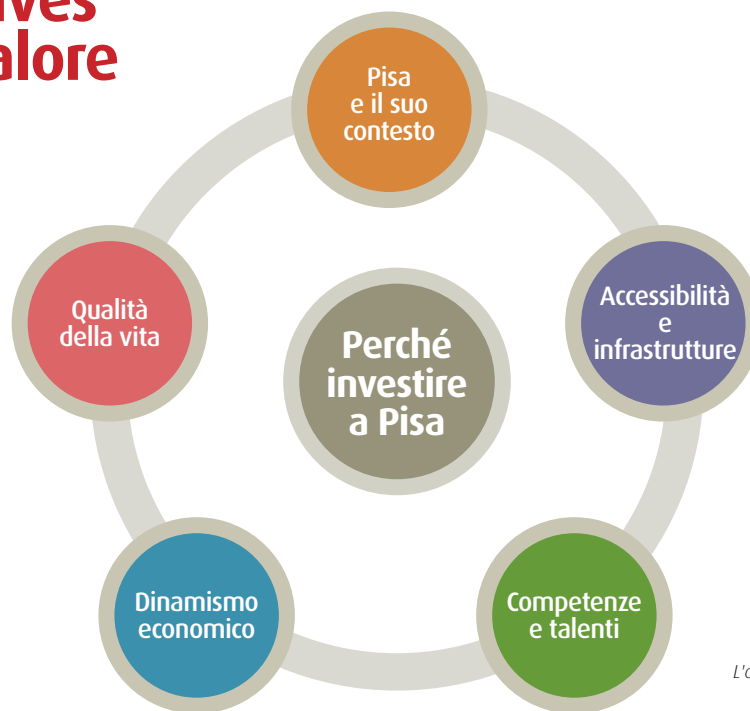 alore
Pisa
e il suo
contesto
Qualità
della vita
Accessibilità
e
infrastrutture
Perché
investire
a Pisa
Dinamismo
economico
Competenze
e talenti